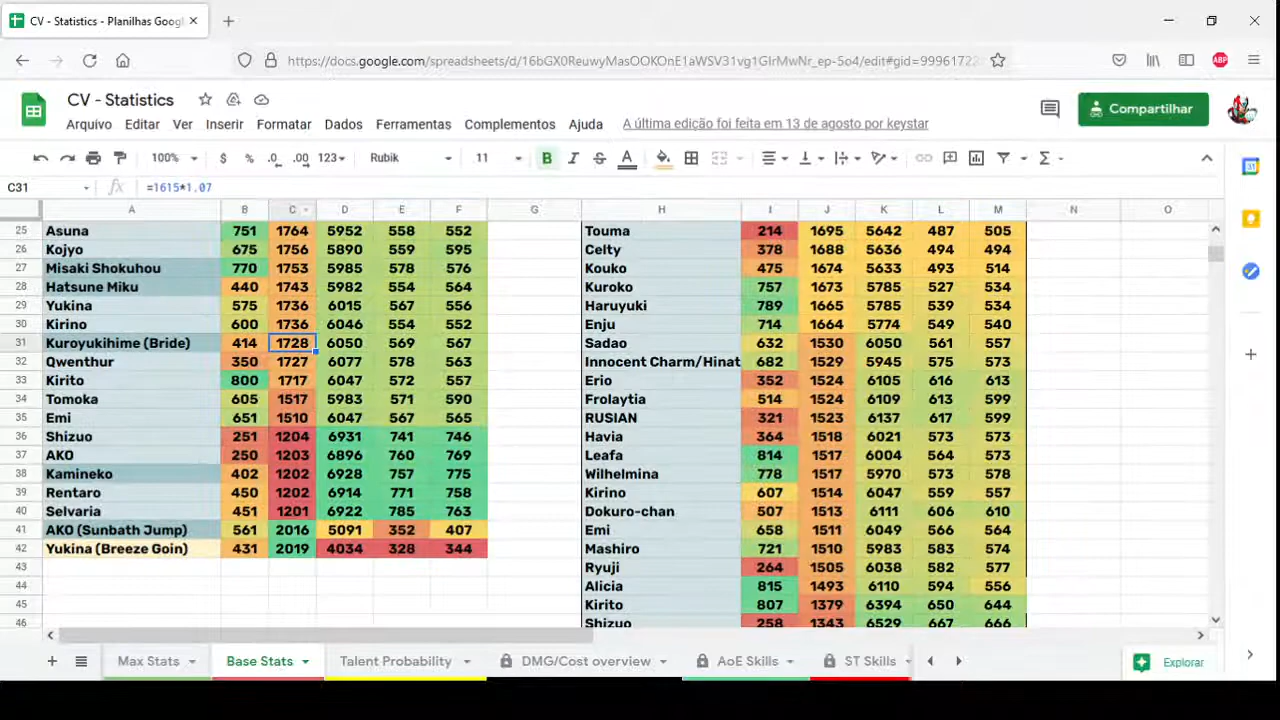 CV - Statistics - Planilhas Goog
https://docs.google.com/spreadsheets/d/16bGX0ReuwyMasOOKOnE1aWSV31vg1GIrMwNr_ep-5o4/edit#gid=99961722
CV - Statistics
Arquivo Editar Ver Inserir Formatar Dados Ferramentas Complementos Ajuda A última edição foi feita em 13 de agosto por keystar
Compartilhar
100% $ % .0 .00 123 Rubik 11 B I S A Σ
C31 fx =1615*1,07
A B C D E F G H I J K L M N O
25 Asuna 751 1764 5952 558 552 Touma 214 1695 5642 487 505
26 Kojyo 675 1756 5890 559 595 Celty 378 1688 5636 494 494
27 Misaki Shokuhou 770 1753 5985 578 576 Kouko 475 1674 5633 493 514
28 Hatsune Miku 440 1743 5982 554 564 Kuroko 757 1673 5785 527 534
29 Yukina 575 1736 6015 567 556 Haruyuki 789 1665 5785 539 534
30 Kirino 600 1736 6046 554 552 Enju 714 1664 5774 549 540
31 Kuroyukihime (Bride) 414 1728 6050 569 567 Sadao 632 1530 6050 561 557
32 Qwenthur 350 1727 6077 578 563 Innocent Charm/Hinat 682 1529 5945 575 573
33 Kirito 800 1717 6047 572 557 Erio 352 1524 6105 616 613
34 Tomoka 605 1517 5983 571 590 Frolaytia 514 1524 6109 613 599
35 Emi 651 1510 6047 567 565 RUSIAN 321 1523 6137 617 599
36 Shizuo 251 1204 6931 741 746 Havia 364 1518 6021 573 573
37 AKO 250 1203 6896 760 769 Leafa 814 1517 6004 564 573
38 Kamineko 402 1202 6928 757 775 Wilhelmina 778 1517 5970 573 578
39 Rentaro 450 1202 6914 771 758 Kirino 607 1514 6047 559 557
40 Selvaria 451 1201 6922 785 763 Dokuro-chan 507 1513 6111 606 610
41 AKO (Sunbath Jump) 561 2016 5091 352 407 Emi 658 1511 6049 566 564
42 Yukina (Breeze Goin) 431 2019 4034 328 344 Mashiro 721 1510 5983 583 574
43 Ryuji 264 1505 6038 582 577
44 Alicia 815 1493 6110 594 556
45 Kirito 807 1379 6394 650 644
46 Shizuo 258 1343 6529 667 666
Max Stats Base Stats Talent Probability DMG/Cost overview AoE Skills ST Skills Explorar